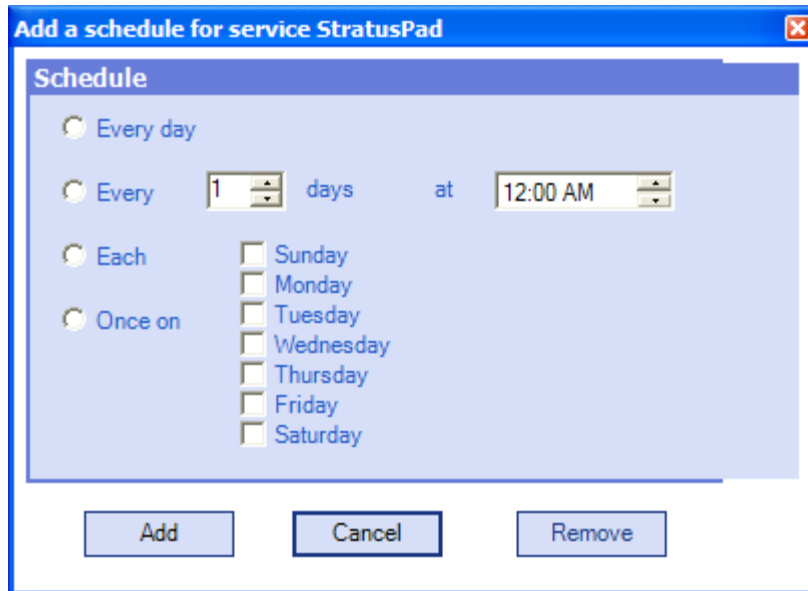 Add a schedule for service StratusPad
Schedule
Every day
Every 1 days at 12:00 AM
Each Sunday
Monday
Once on Tuesday
Wednesday
Thursday
Friday
Saturday
Add Cancel Remove